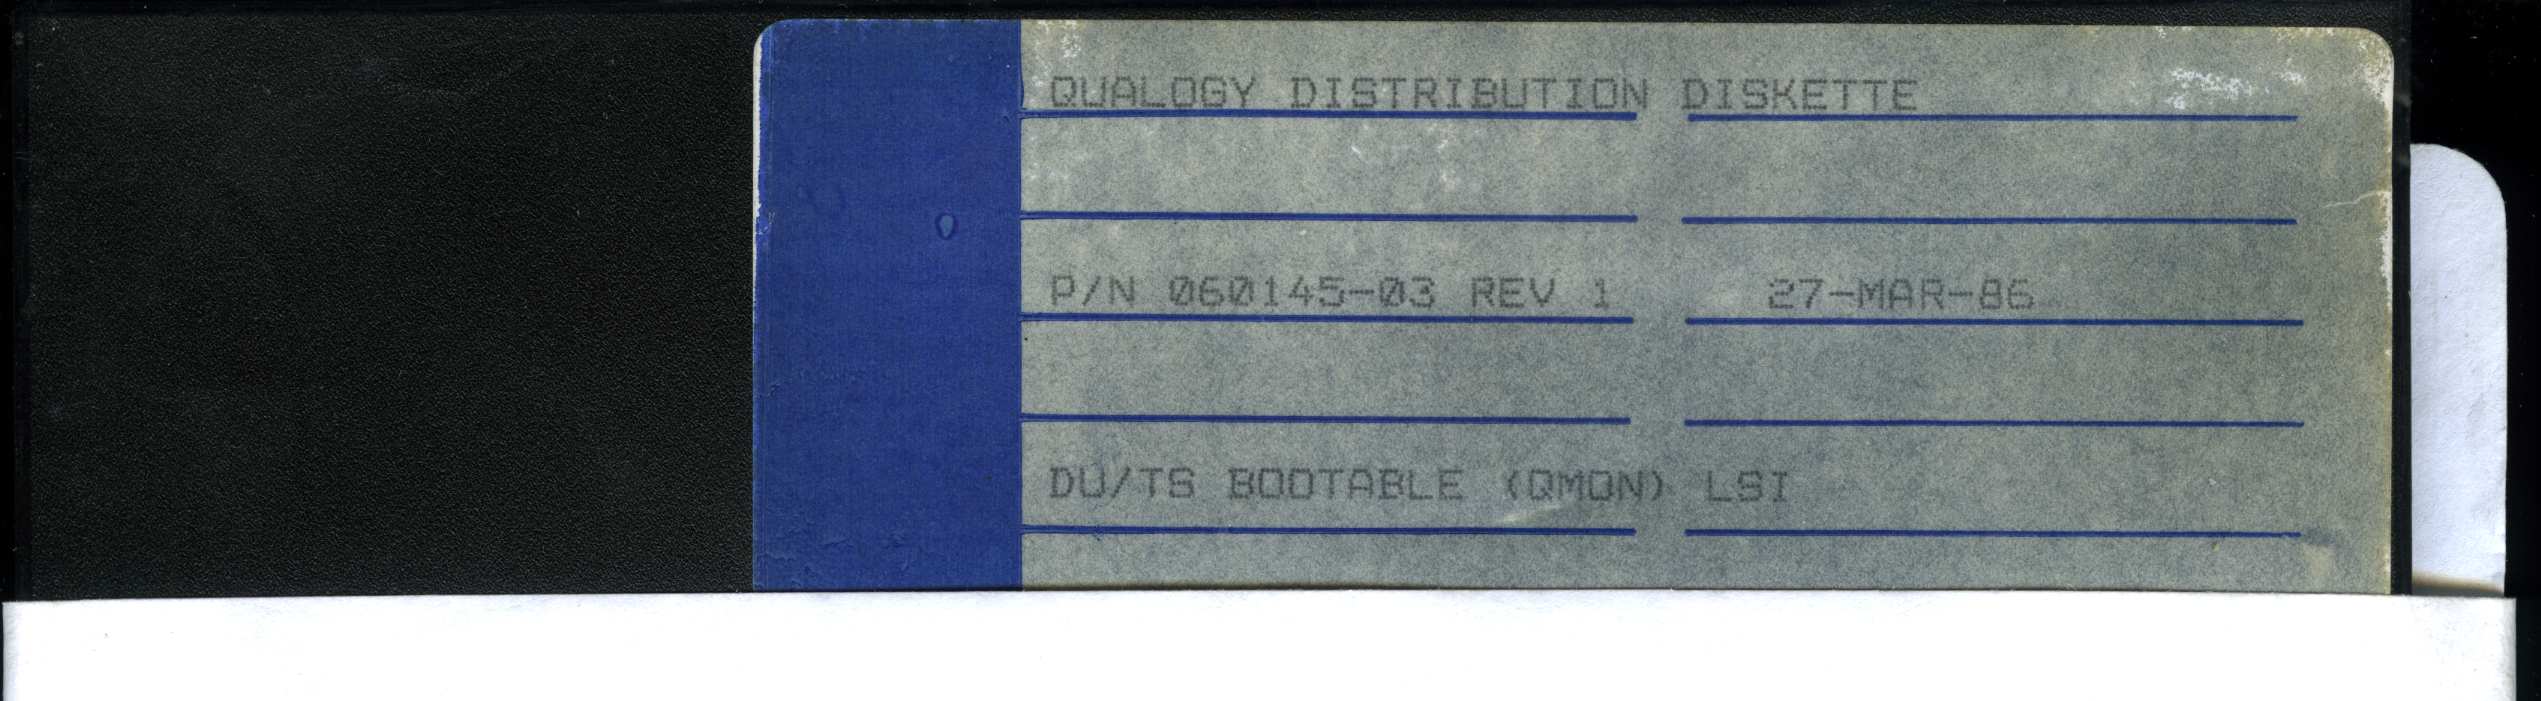 QUALOGY DISTRIBUTION DISKETTE
P/N 060145-03 REV 1 27-MAR-86
DU/TS BOOTABLE (QMON) LSI